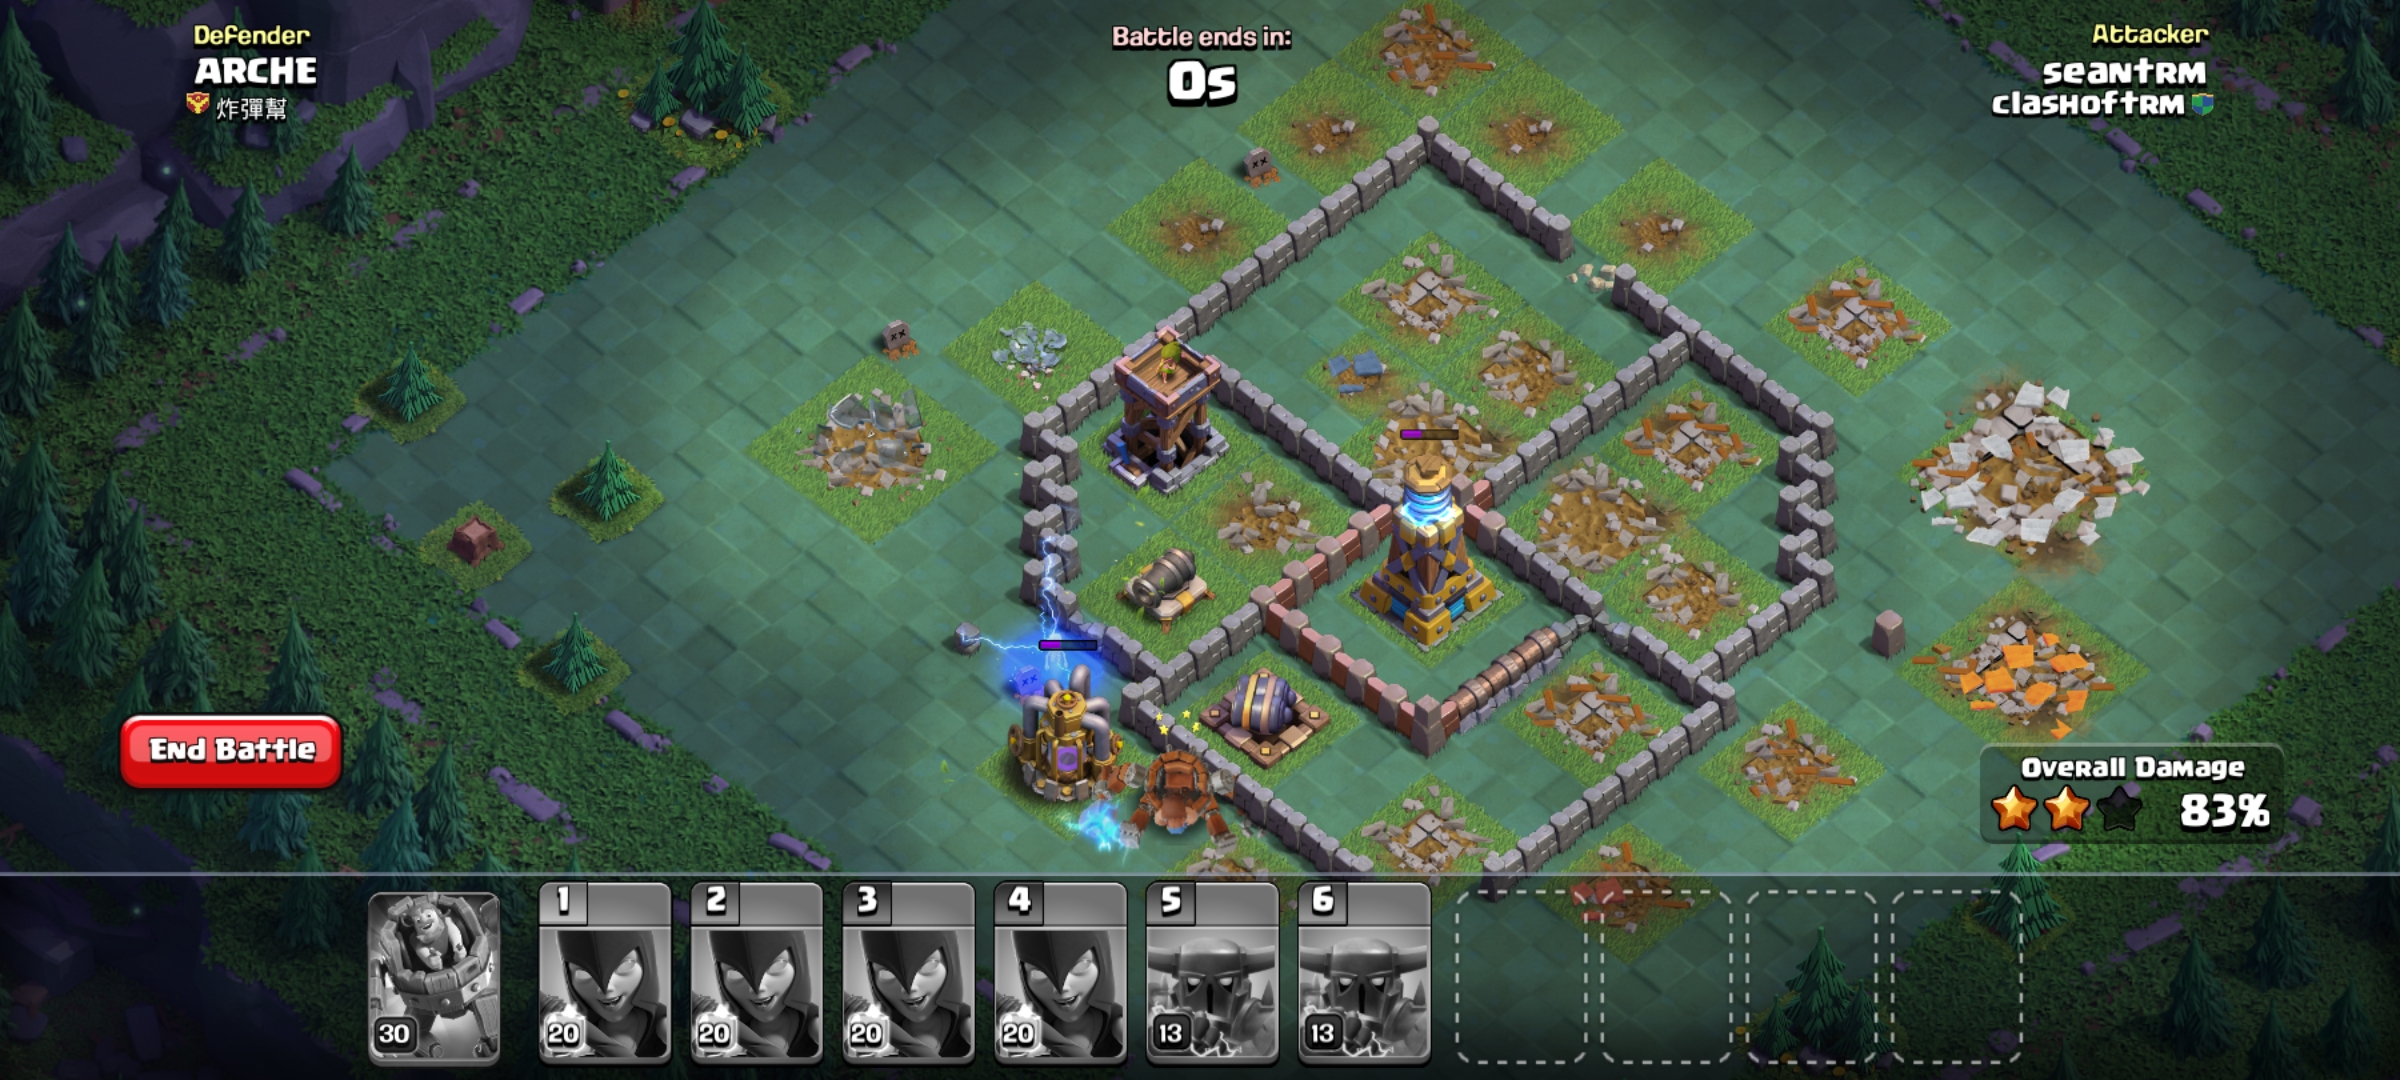 Defender
ARCHE
炸彈幫
Battle ends in:
0s
Attacker
seantRM
clashoftRM
End Battle
Overall Damage
83%
1
2
3
4
5
6
30
20
20
20
20
13
13